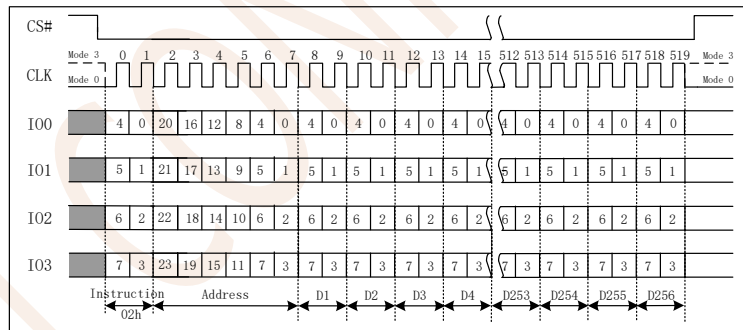 CS#
Mode 3 0 1 2 3 4 5 6 7 8 9 10 11 12 13 14 15 512 513 514 515 516 517 518 519 Mode 3
CLK
Mode 0 Mode 0
IO0 4 0 20 16 12 8 4 0 4 0 4 0 4 0 4 0 4 0 4 0 4 0 4 0
IO1 5 1 21 17 13 9 5 1 5 1 5 1 5 1 5 1 5 1 5 1 5 1 5 1
IO2 6 2 22 18 14 10 6 2 6 2 6 2 6 2 6 2 6 2 6 2 6 2 6 2
IO3 7 3 23 19 15 11 7 3 7 3 7 3 7 3 7 3 7 3 7 3 7 3 7 3
Instruction Address D1 D2 D3 D4 D253 D254 D255 D256
02h